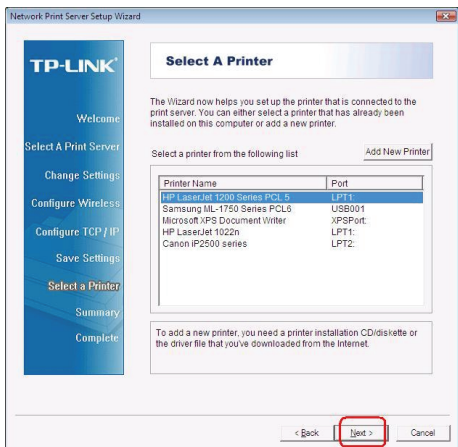 Network Print Server Setup Wizard
TP-LINK
Select A Printer
Welcome
Select A Print Server
Change Settings
Configure Wireless
Configure TCP / IP
Save Settings
Select a Printer
Summary
Complete
The Wizard now helps you set up the printer that is connected to the
print server. You can either select a printer that has already been
installed on this computer or add a new printer.
Select a printer from the following list
Add New Printer
Printer Name Port
HP LaserJet 1200 Series PCL 5 LPT1:
Samsung ML-1750 Series PCL6 USB001
Microsoft XPS Document Writer XPSPort:
HP LaserJet 1022n LPT1:
Canon iP2500 series LPT2:
To add a new printer, you need a printer installation CD/diskette or
the driver file that you've downloaded from the Internet.
< Back Next > Cancel